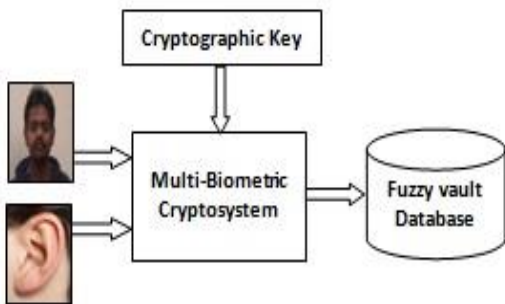 Cryptographic Key
Multi-Biometric
Cryptosystem
Fuzzy vault
Database